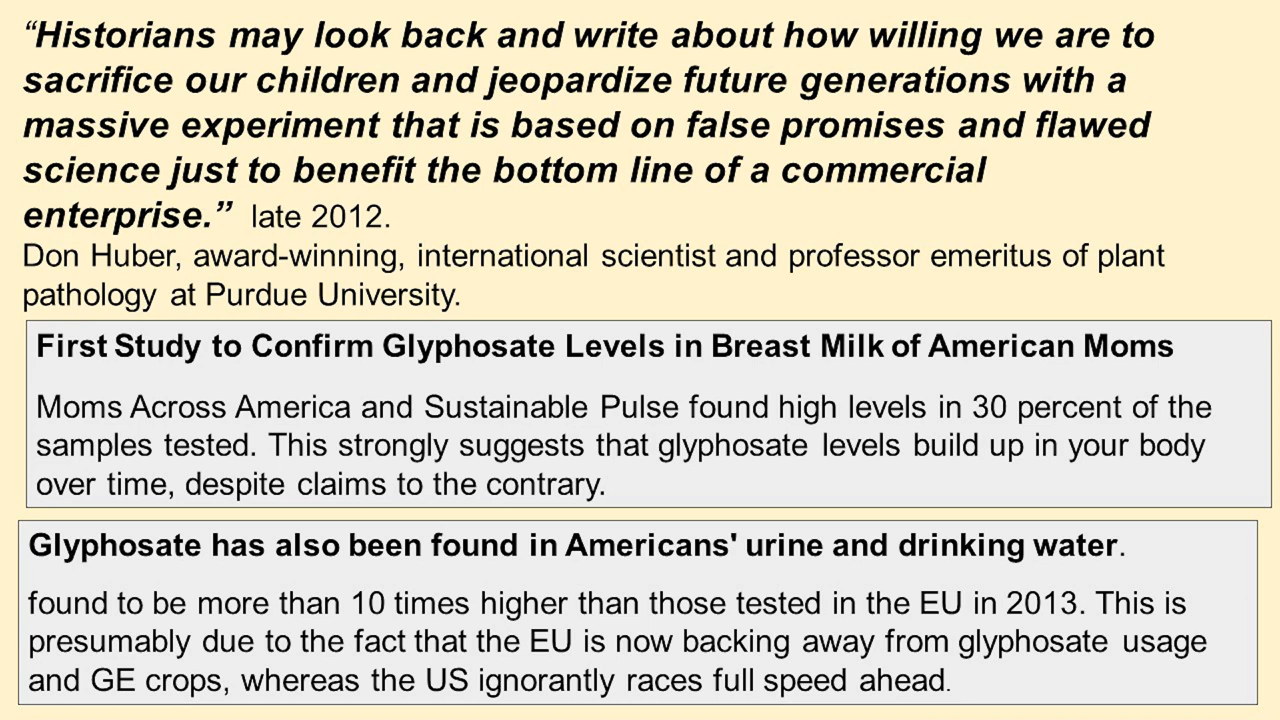 “Historians may look back and write about how willing we are to
sacrifice our children and jeopardize future generations with a
massive experiment that is based on false promises and flawed
science just to benefit the bottom line of a commercial
enterprise.” late 2012.
Don Huber, award-winning, international scientist and professor emeritus of plant
pathology at Purdue University.
First Study to Confirm Glyphosate Levels in Breast Milk of American Moms
Moms Across America and Sustainable Pulse found high levels in 30 percent of the
samples tested. This strongly suggests that glyphosate levels build up in your body
over time, despite claims to the contrary.
Glyphosate has also been found in Americans' urine and drinking water.
found to be more than 10 times higher than those tested in the EU in 2013. This is
presumably due to the fact that the EU is now backing away from glyphosate usage
and GE crops, whereas the US ignorantly races full speed ahead.